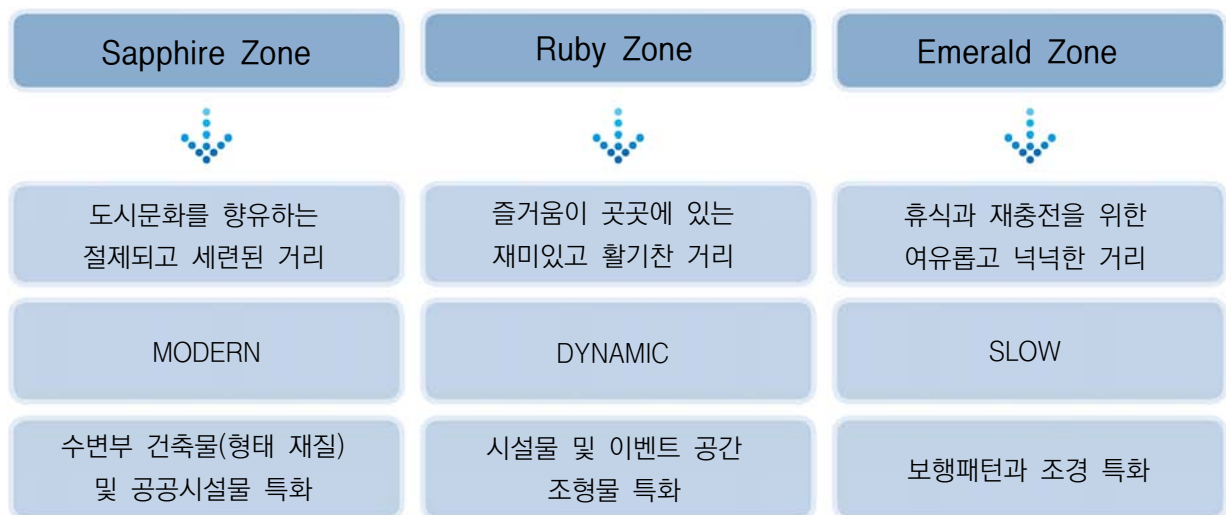 Sapphire Zone
Ruby Zone
Emerald Zone
도시문화를 향유하는
절제되고 세련된 거리
즐거움이 곳곳에 있는
재미있고 활기찬 거리
휴식과 재충전을 위한
여유롭고 넉넉한 거리
MODERN
DYNAMIC
SLOW
수변부 건축물(형태 재질)
및 공공시설물 특화
시설물 및 이벤트 공간
조형물 특화
보행패턴과 조경 특화